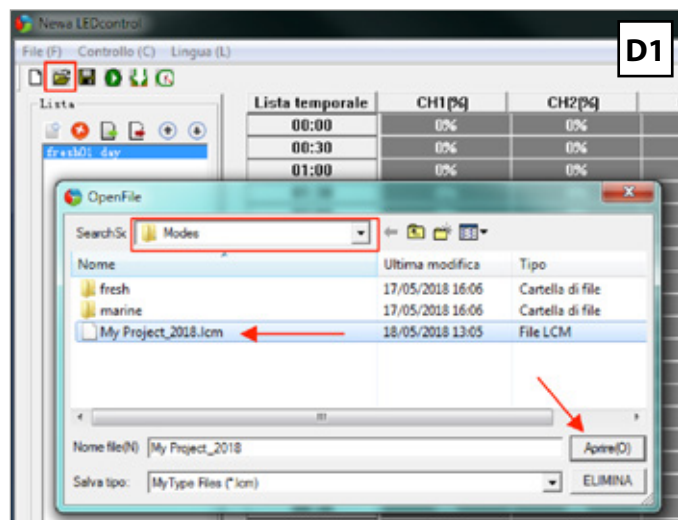 Newa LEDcontrol
D1
File (F) Controllo (C) Lingua (L)
Lista
Lista temporale CH1[%] CH2[%]
00:00 0% 0%
fresh01 day
00:30 0% 0%
01:00 0% 0%
OpenFile
SearchSc Modes
Nome Ultima modifica Tipo
fresh 17/05/2018 16:06 Cartella di file
marine 17/05/2018 16:06 Cartella di file
My Project_2018.lcm 18/05/2018 13:05 File LCM
Nome file(N) My Project_2018 Aprire(O)
Salva tipo: MyType Files (*.lcm) ELIMINA